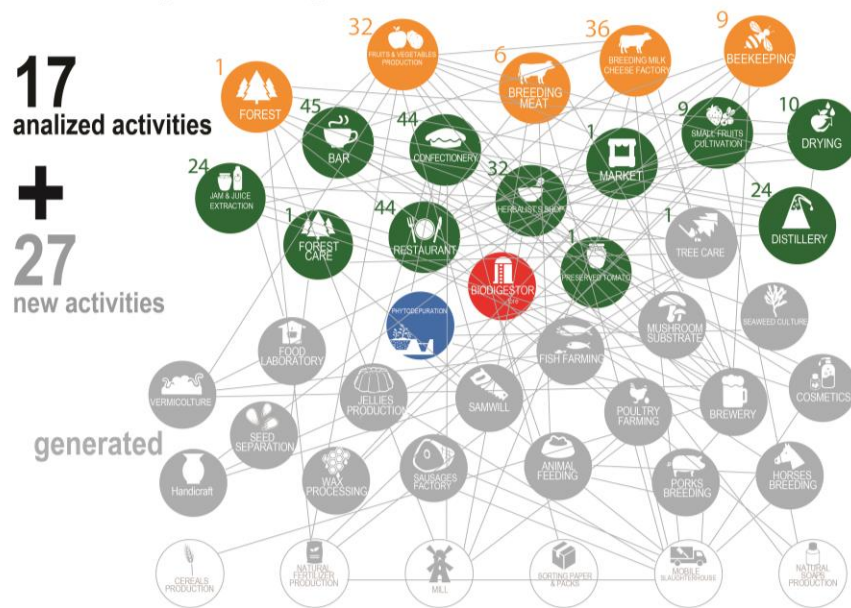 17
analized activities
+
27
new activities
generated
1
FOREST
32
FRUITS & VEGETABLES
PRODUCTION
6
BREEDING
MEAT
36
BREEDING MILK
CHEESE FACTORY
9
BEEKEEPING
24
JAM & JUICE
EXTRACTION
45
BAR
44
CONFECTIONERY
32
HERBALIST'S SHOP
1
MARKET
9
SMALL FRUITS
CULTIVATION
10
DRYING
1
FOREST
CARE
44
RESTAURANT
1
PRESERVED TOMATO
1
TREE CARE
24
DISTILLERY
BIODIGESTOR
PHYTODEPURATION
FOOD
LABORATORY
FISH FARMING
MUSHROOM
SUBSTRATE
SEAWEED CULTURE
VERMICOLTURE
JELLIES
PRODUCTION
SAMWILL
POULTRY
FARMING
BREWERY
COSMETICS
SEED
SEPARATION
Handicraft
WAX
PROCESSING
SAUSAGES
FACTORY
ANIMAL
FEEDING
PORKS
BREEDING
HORSES
BREEDING
CEREALS
PRODUCTION
NATURAL
FERTILIZER
PRODUCTION
MILL
SORTING PAPER
& PACKS
MOBILE
SLAUGHTERHOUSE
NATURAL
SOAPS
PRODUCTION